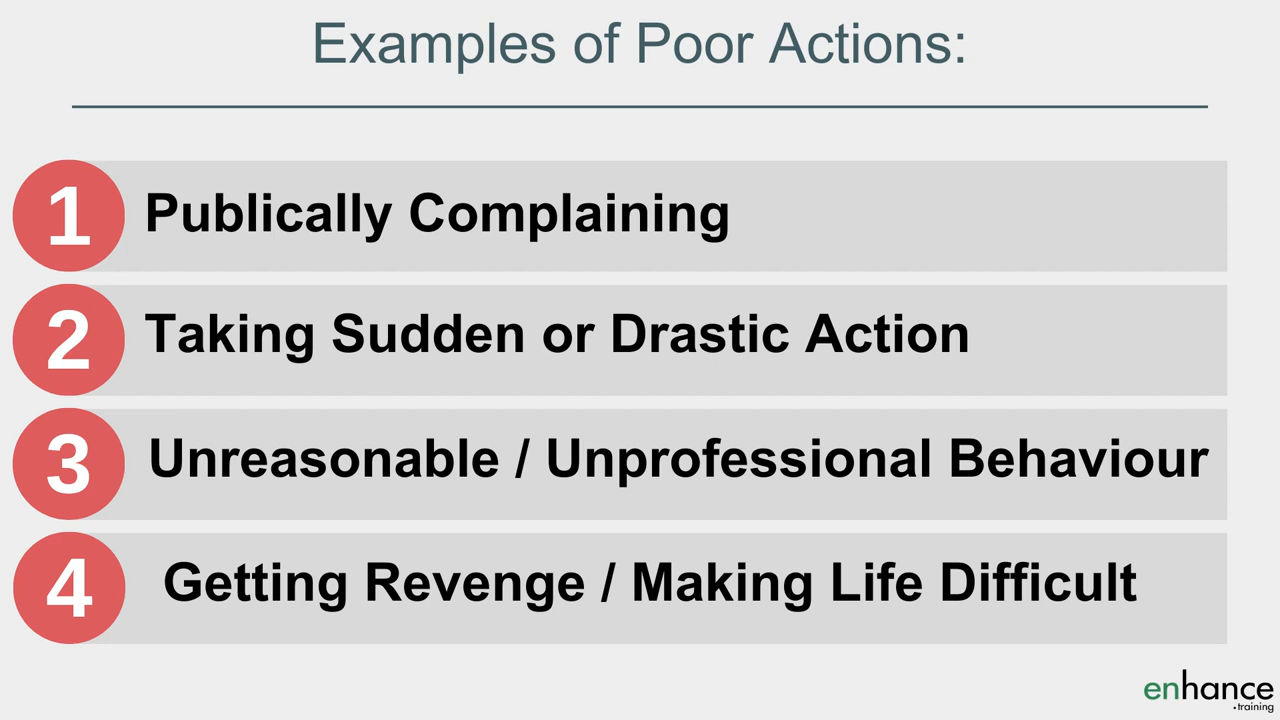 Examples of Poor Actions:
1 Publically Complaining
2 Taking Sudden or Drastic Action
3 Unreasonable / Unprofessional Behaviour
4 Getting Revenge / Making Life Difficult
enhance
.training